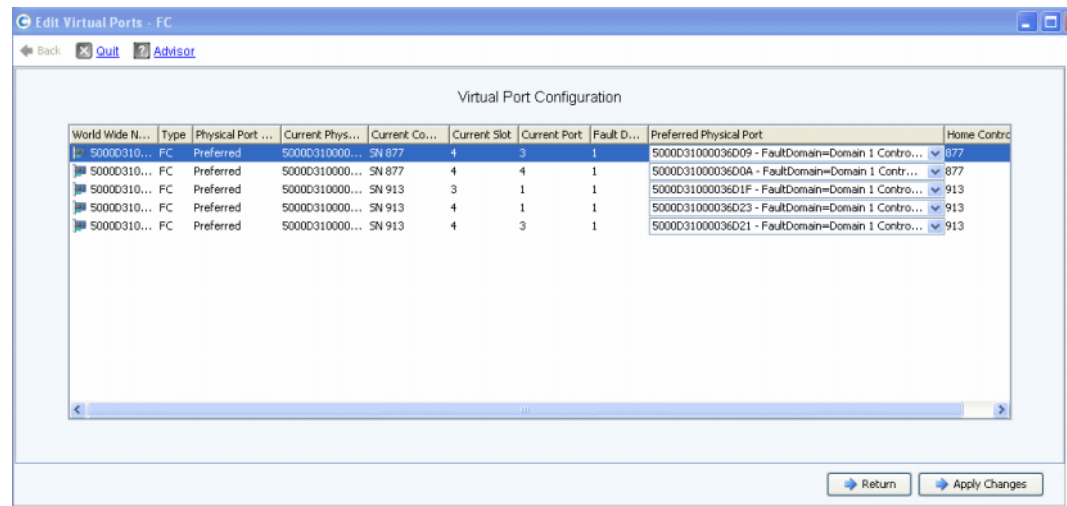 Edit Virtual Ports - FC
Back Quit Advisor
Virtual Port Configuration
World Wide N... Type Physical Port ... Current Phys... Current Co... Current Slot Current Port Fault D... Preferred Physical Port Home Contro
5000D310... FC Preferred 5000D310000... SN 877 4 3 1 5000D31000036D09 - FaultDomain=Domain 1 Contro... 877
5000D310... FC Preferred 5000D310000... SN 877 4 4 1 5000D31000036D0A - FaultDomain=Domain 1 Contr... 877
5000D310... FC Preferred 5000D310000... SN 913 3 1 1 5000D31000036D1F - FaultDomain=Domain 1 Contro... 913
5000D310... FC Preferred 5000D310000... SN 913 4 1 1 5000D31000036D23 - FaultDomain=Domain 1 Contro... 913
5000D310... FC Preferred 5000D310000... SN 913 4 3 1 5000D31000036D21 - FaultDomain=Domain 1 Contro... 913
Return Apply Changes